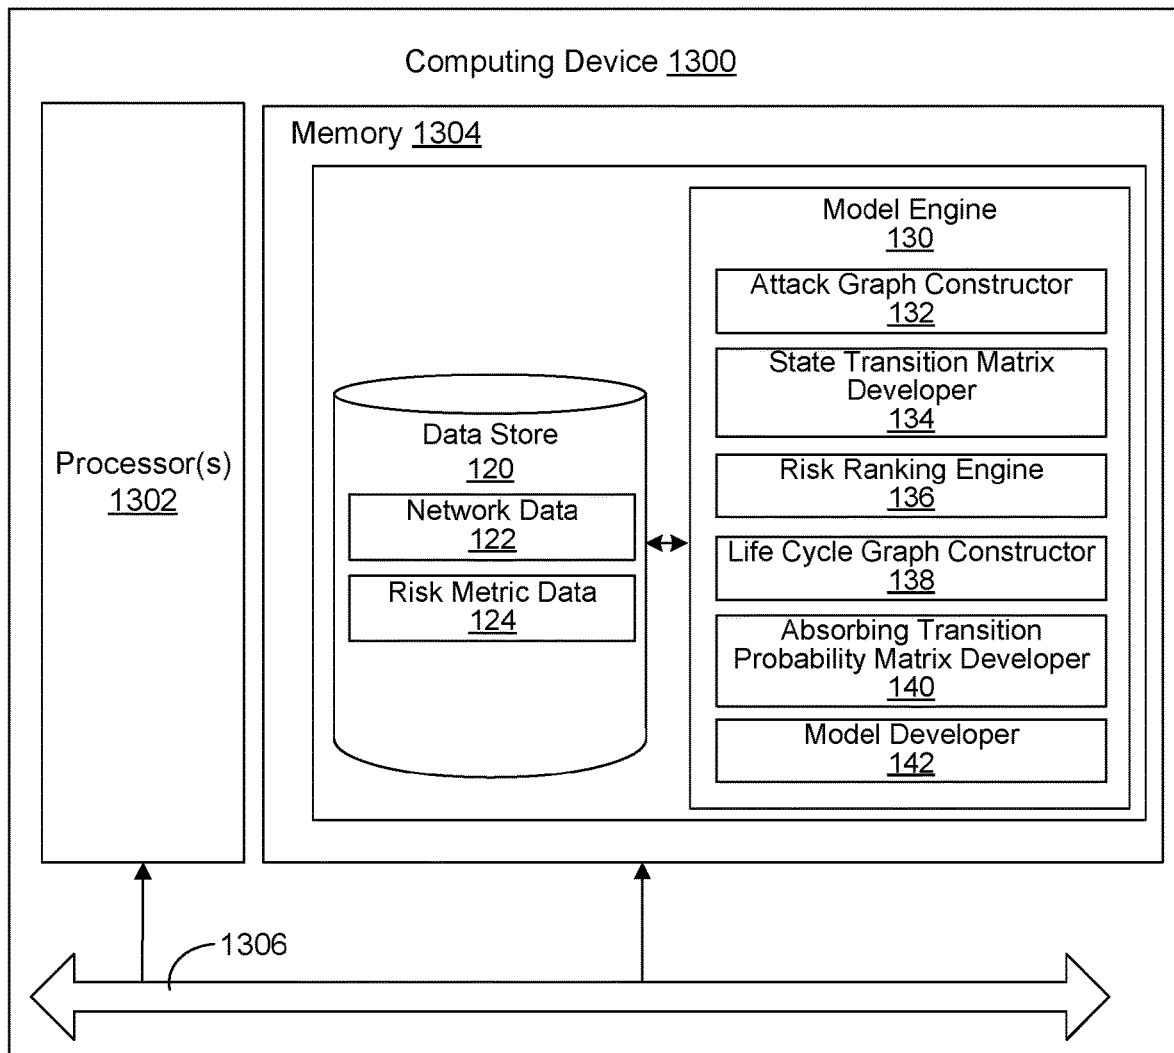 Computing Device 1300
Memory 1304
Processor(s)
1302
Data Store
120
Network Data
122
Risk Metric Data
124
Model Engine
130
Attack Graph Constructor
132
State Transition Matrix
Developer
134
Risk Ranking Engine
136
Life Cycle Graph Constructor
138
Absorbing Transition
Probability Matrix Developer
140
Model Developer
142
1306